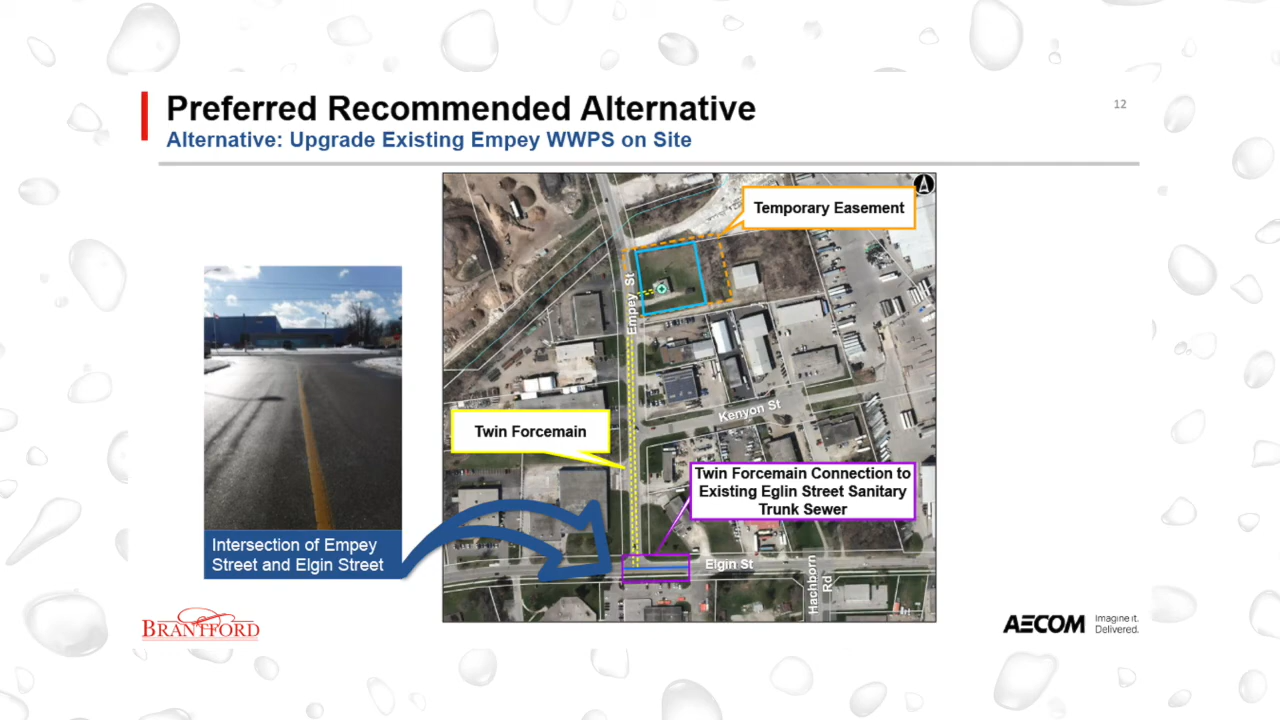 Preferred Recommended Alternative
12
Alternative: Upgrade Existing Empey WWPS on Site
Temporary Easement
Empey St
Kenyon St
Twin Forcemain
Twin Forcemain Connection to
Existing Eglin Street Sanitary
Trunk Sewer
Intersection of Empey
Street and Elgin Street
Elgin St
Hachborn
Rd
BRANTFORD
AECOM
Imagine it.
Delivered.